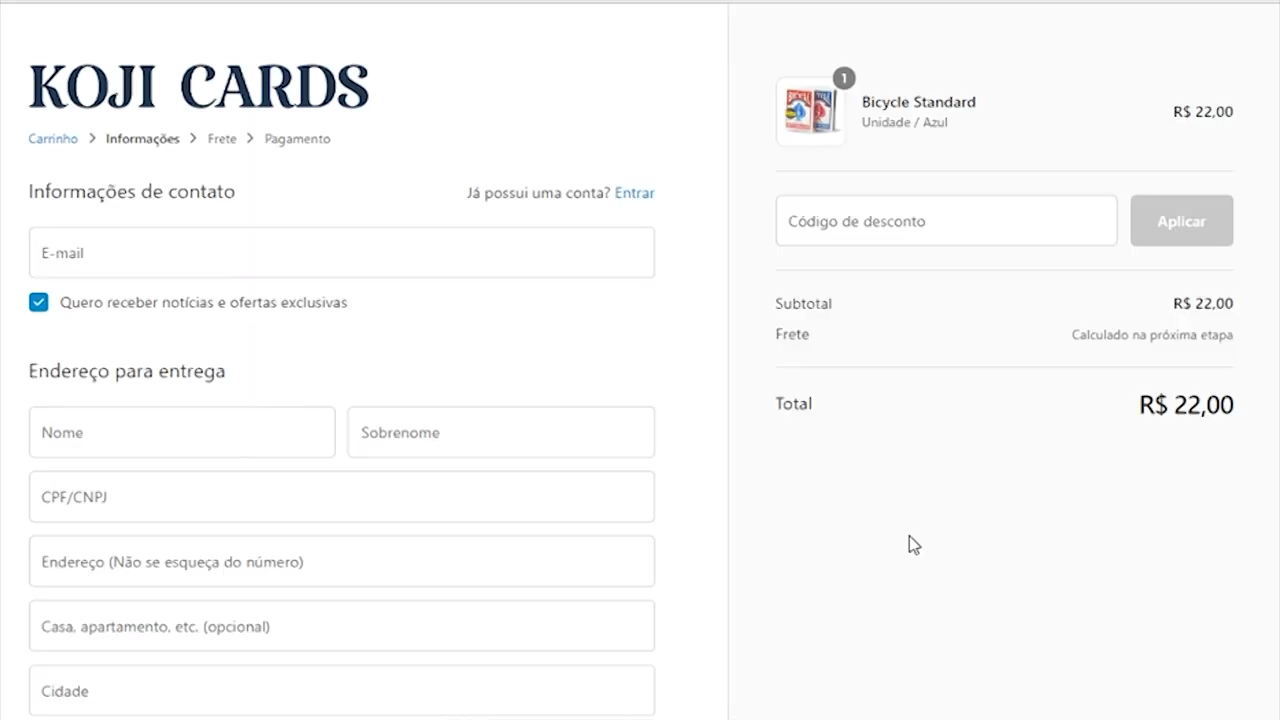 KOJI CARDS
Carrinho > Informações > Frete > Pagamento
Informações de contato
Já possui uma conta? Entrar
E-mail
Quero receber notícias e ofertas exclusivas
Endereço para entrega
Nome
Sobrenome
CPF/CNPJ
Endereço (Não se esqueça do número)
Casa, apartamento, etc. (opcional)
Cidade
1
Bicycle Standard
Unidade / Azul
R$ 22,00
Código de desconto
Aplicar
Subtotal
R$ 22,00
Frete
Calculado na próxima etapa
Total
R$ 22,00